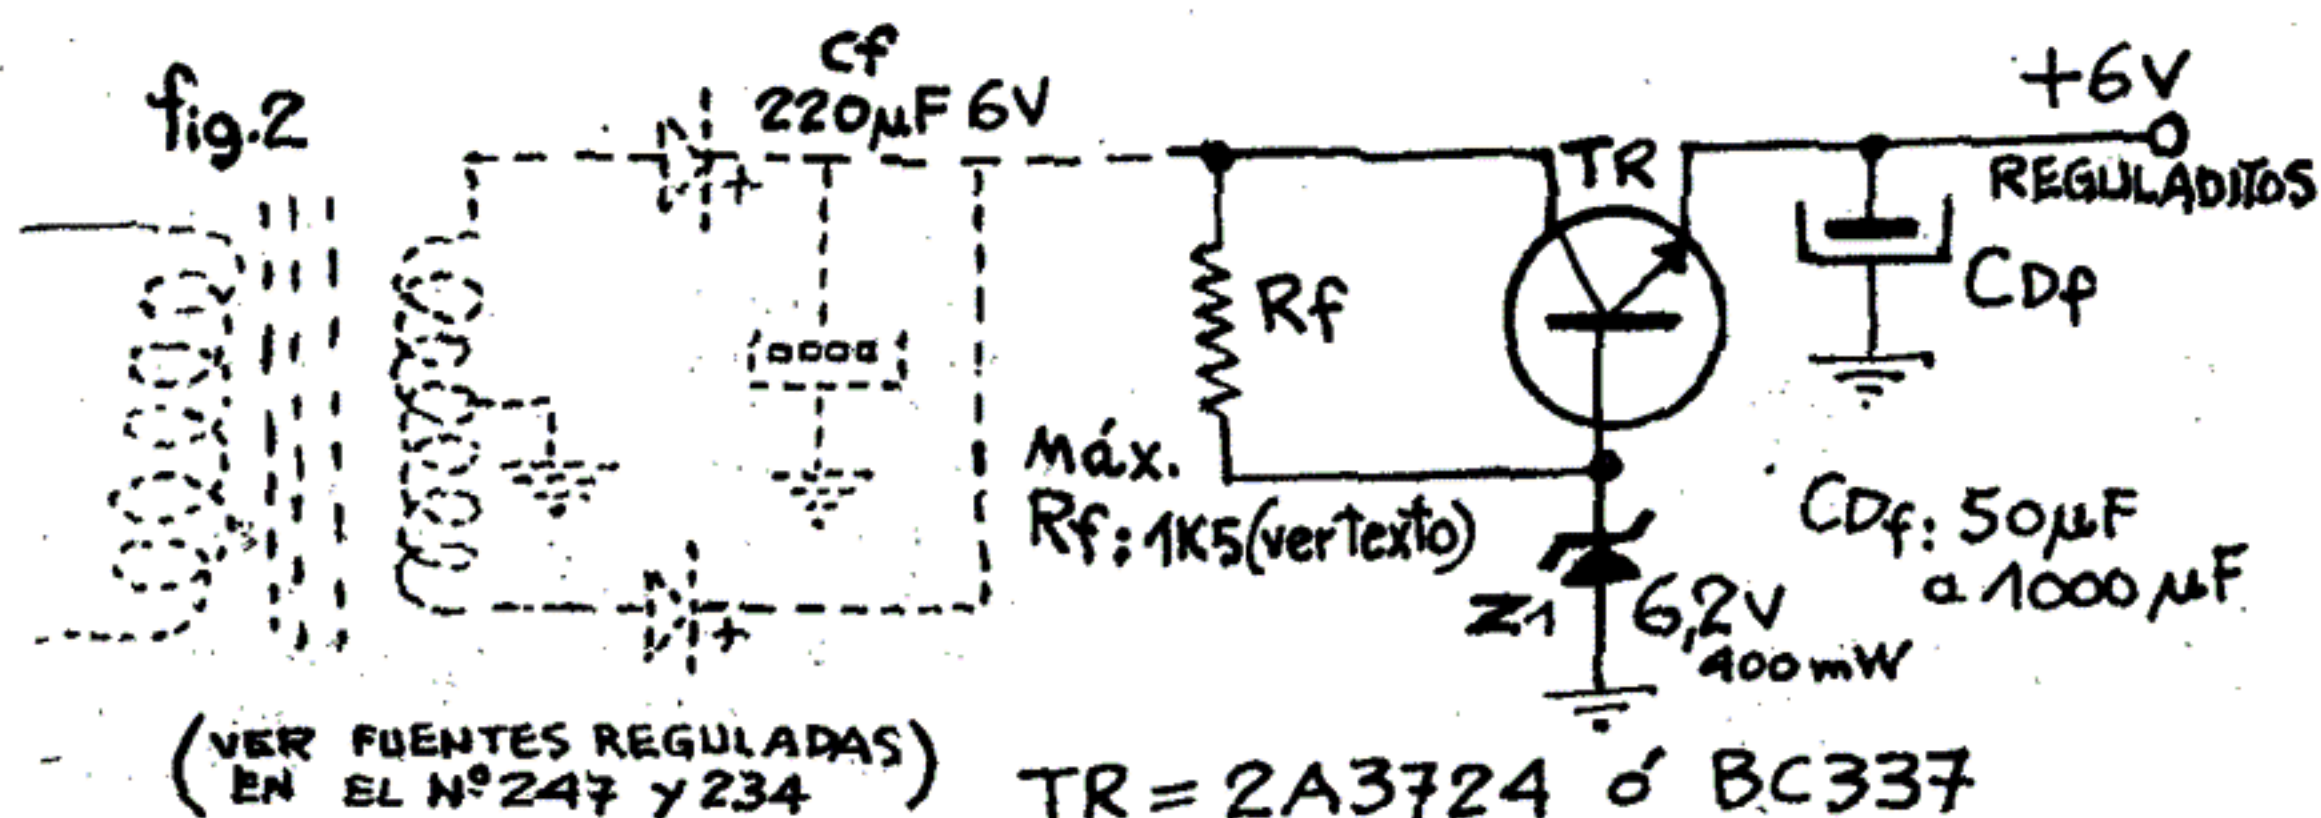 fig.2
Cf
220µF 6V
+
+
TR
+6V
REGULADITOS
Rf
CDf
Máx.
Rf: 1K5 (ver texto)
Z1
6,2V
400mW
CDf: 50µF
a 1000µF
(VER FUENTES REGULADAS
EN EL Nº 247 y 234)
TR = 2A3724 ó BC337